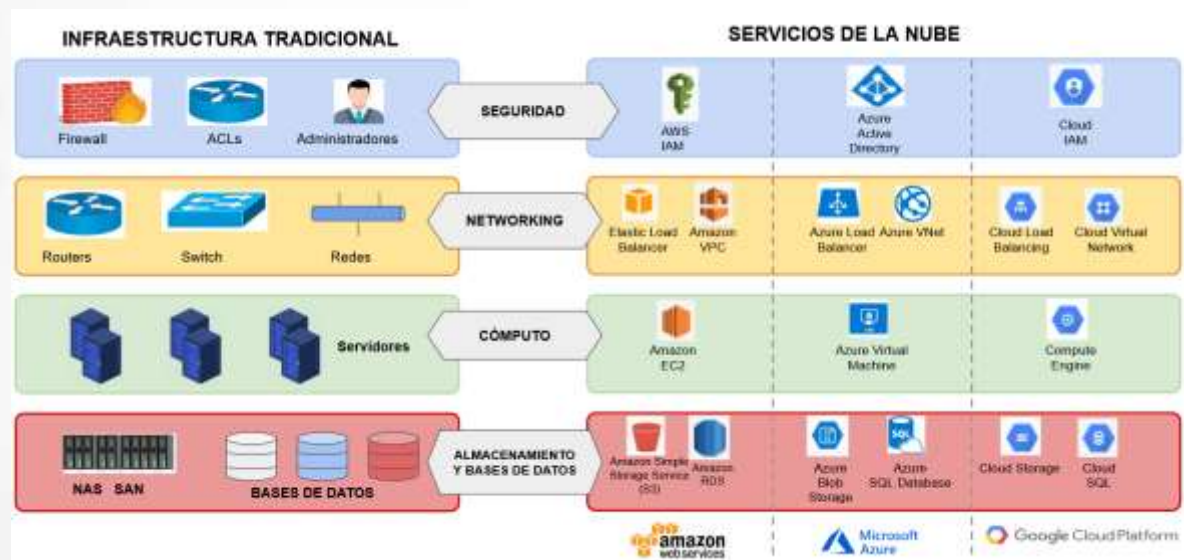 INFRAESTRUCTURA TRADICIONAL
SERVICIOS DE LA NUBE
Firewall
ACLs
Administradores
SEGURIDAD
AWS
IAM
Azure
Active
Directory
Cloud
IAM
Routers
Switch
Redes
NETWORKING
Elastic Load
Balancer
Amazon
VPC
Azure Load
Balancer
Azure VNet
Cloud Load
Balancing
Cloud Virtual
Network
Servidores
CÓMPUTO
Amazon
EC2
Azure Virtual
Machine
Compute
Engine
NAS SAN
BASES DE DATOS
ALMACENAMIENTO
Y BASES DE DATOS
Amazon Simple
Storage Service
(S3)
Amazon
RDS
Azure
Blob
Storage
SQL
Azure
SQL Database
Cloud Storage
Cloud
SQL
amazon
webservices
Microsoft
Azure
Google Cloud Platform